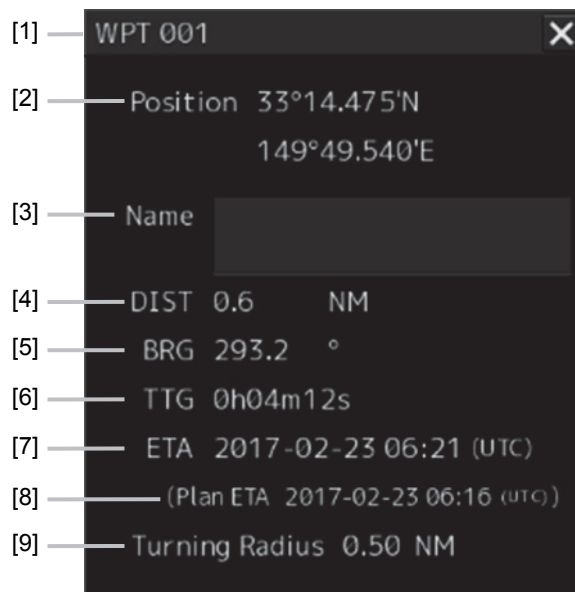 [1] WPT 001
[2] Position 33°14.475'N
149°49.540'E
[3] Name
[4] DIST 0.6 NM
[5] BRG 293.2 °
[6] TTG 0h04m12s
[7] ETA 2017-02-23 06:21 (UTC)
[8] (Plan ETA 2017-02-23 06:16 (UTC))
[9] Turning Radius 0.50 NM